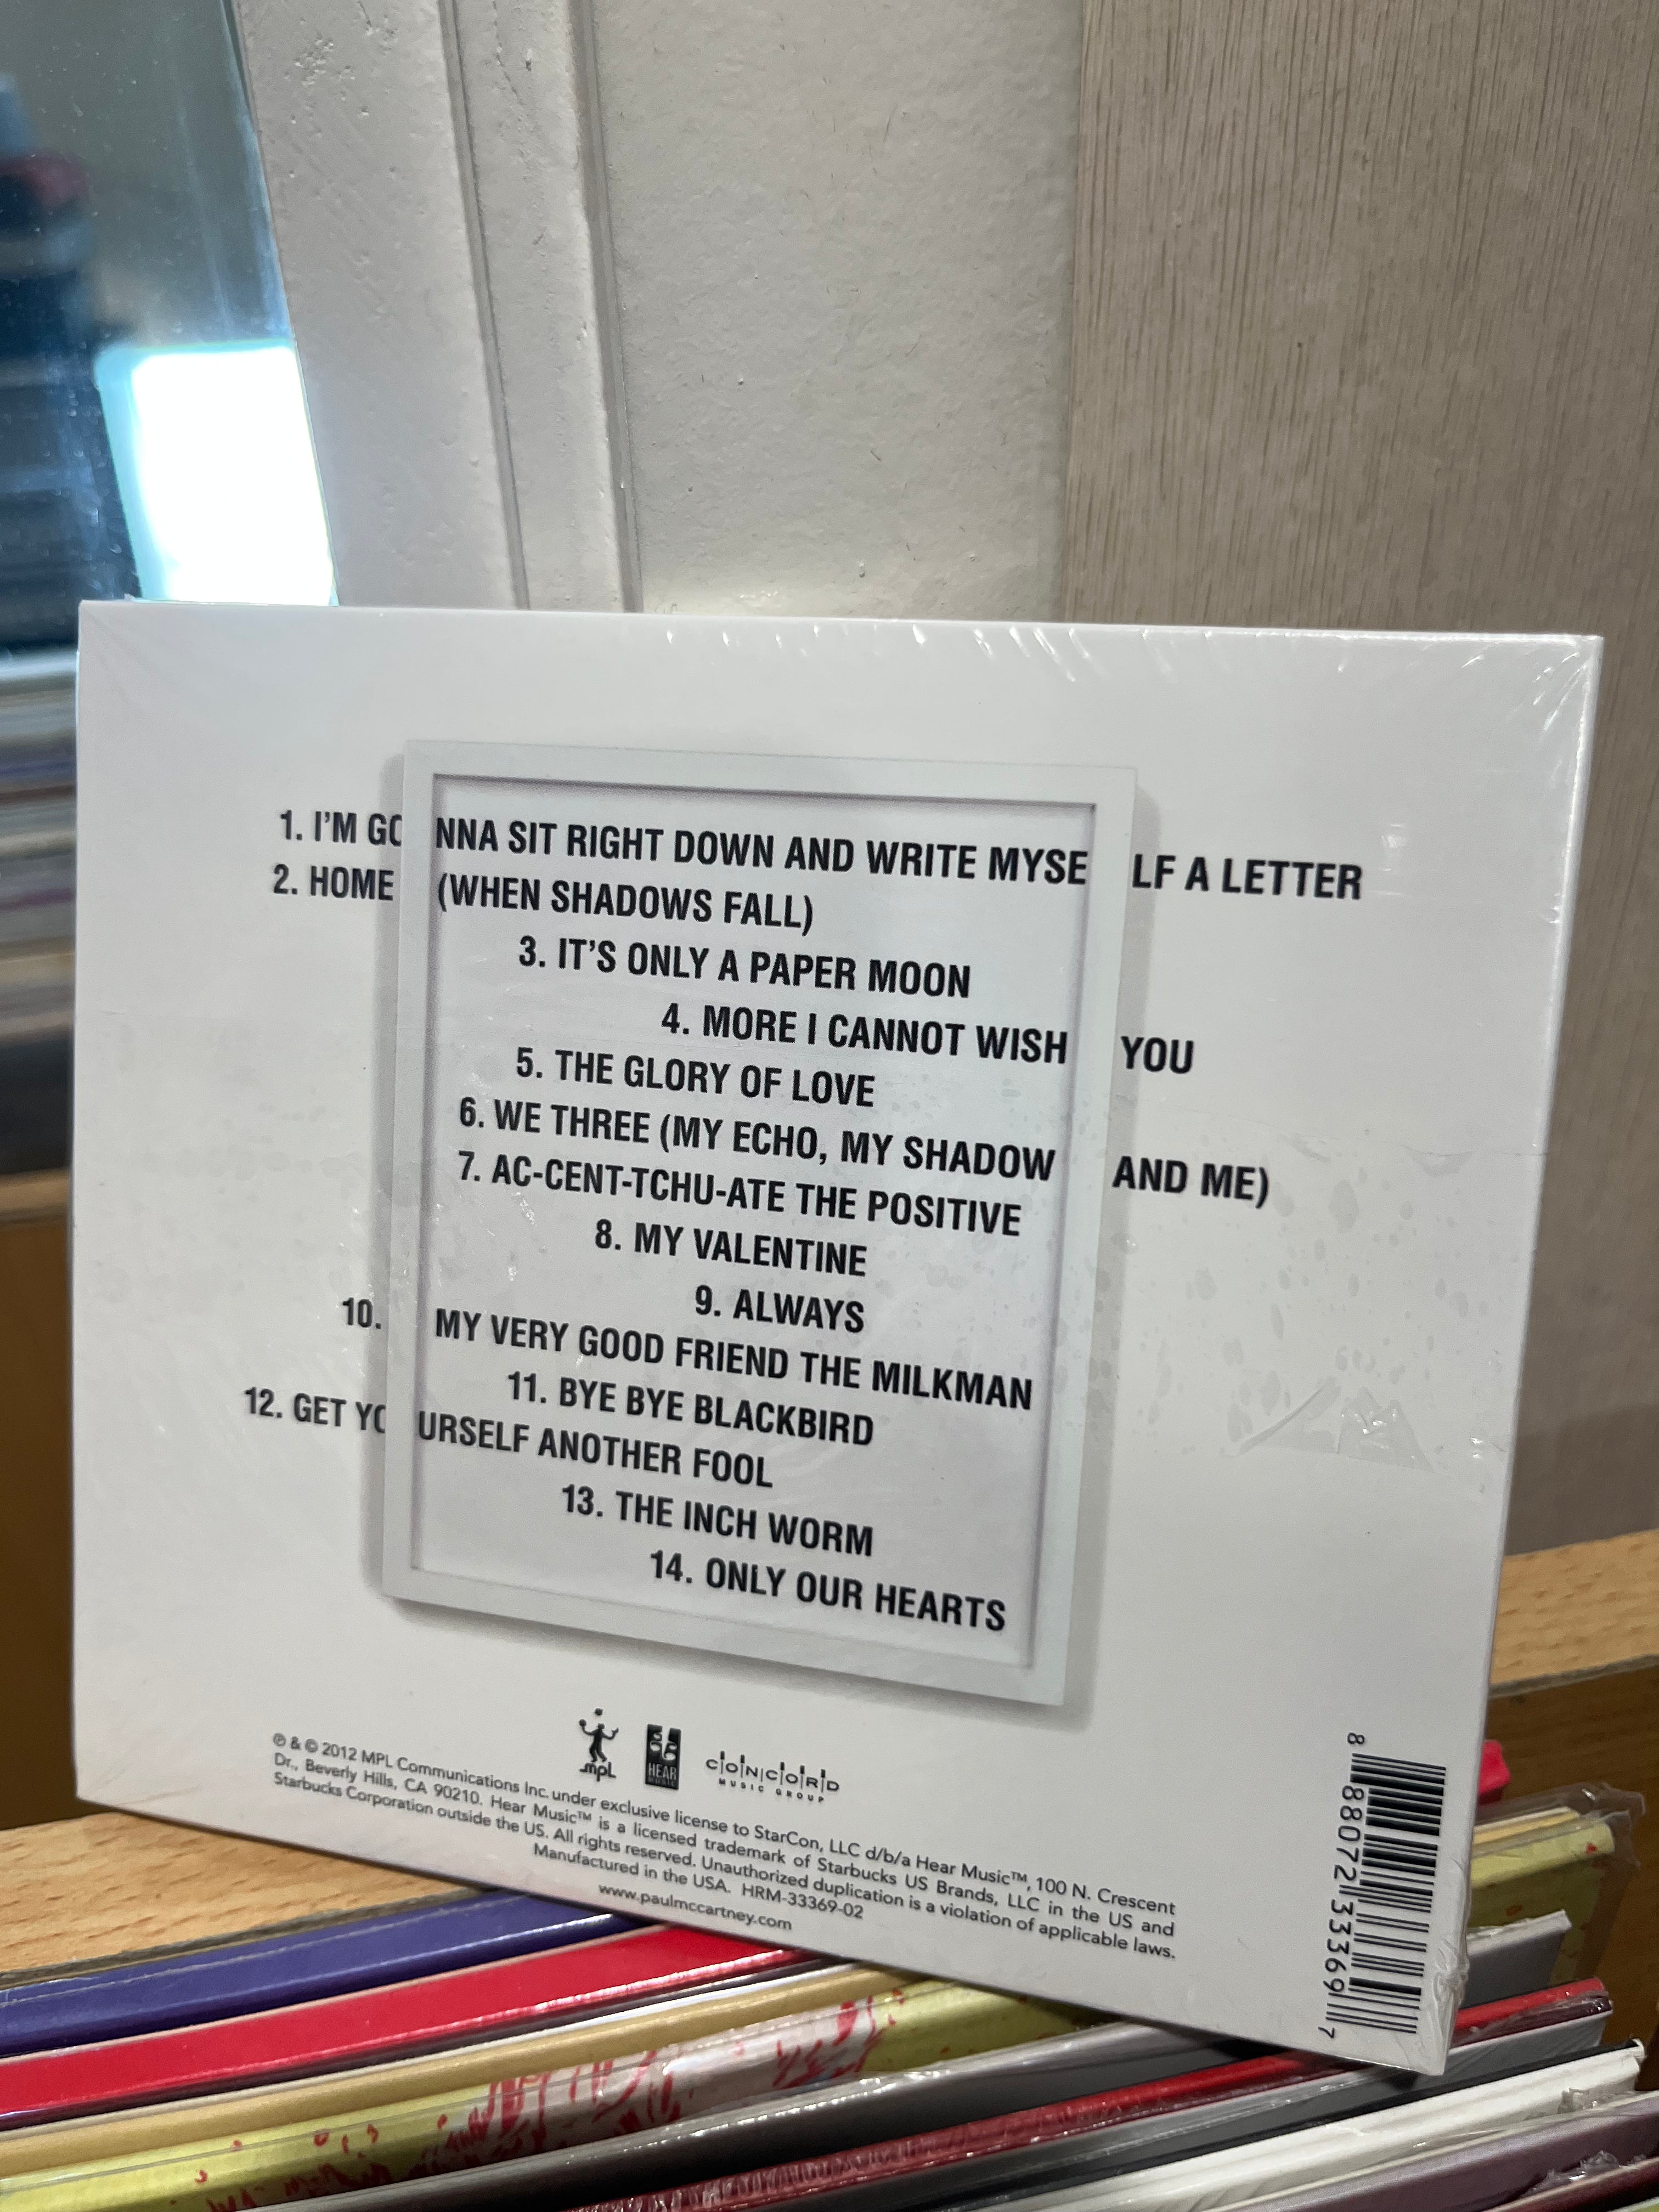 1. I'M GONNA SIT RIGHT DOWN AND WRITE MYSELF A LETTER
2. HOME (WHEN SHADOWS FALL)
3. IT'S ONLY A PAPER MOON
4. MORE I CANNOT WISH YOU
5. THE GLORY OF LOVE
6. WE THREE (MY ECHO, MY SHADOW AND ME)
7. AC-CENT-TCHU-ATE THE POSITIVE
8. MY VALENTINE
9. ALWAYS
10. MY VERY GOOD FRIEND THE MILKMAN
11. BYE BYE BLACKBIRD
12. GET YOURSELF ANOTHER FOOL
13. THE INCH WORM
14. ONLY OUR HEARTS
mpL
HEAR
MUSIC
CONCORD
MUSIC GROUP
℗ & © 2012 MPL Communications Inc. under exclusive license to StarCon, LLC d/b/a Hear Music™, 100 N. Crescent
Dr., Beverly Hills, CA 90210. Hear Music™ is a licensed trademark of Starbucks US Brands, LLC in the US and
Starbucks Corporation outside the US. All rights reserved. Unauthorized duplication is a violation of applicable laws.
Manufactured in the USA. HRM-33369-02
www.paulmccartney.com
8 88072 33369 7